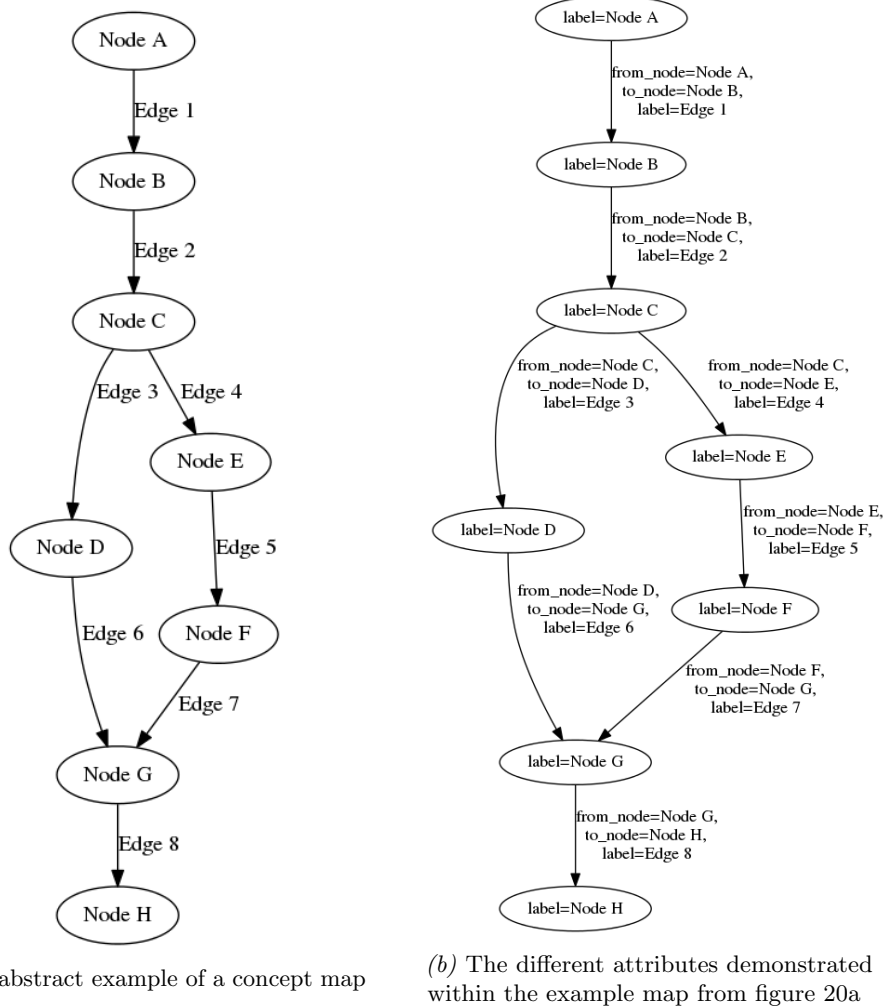 Node A
Edge 1
Node B
Edge 2
Node C
Edge 3
Edge 4
Node E
Node D
Edge 5
Edge 6
Node F
Edge 7
Node G
Edge 8
Node H
abstract example of a concept map
label=Node A
from_node=Node A,
to_node=Node B,
label=Edge 1
label=Node B
from_node=Node B,
to_node=Node C,
label=Edge 2
label=Node C
from_node=Node C,
to_node=Node D,
label=Edge 3
from_node=Node C,
to_node=Node E,
label=Edge 4
label=Node E
label=Node D
from_node=Node E,
to_node=Node F,
label=Edge 5
from_node=Node D,
to_node=Node G,
label=Edge 6
label=Node F
from_node=Node F,
to_node=Node G,
label=Edge 7
label=Node G
from_node=Node G,
to_node=Node H,
label=Edge 8
label=Node H
(b) The different attributes demonstrated
within the example map from figure 20a